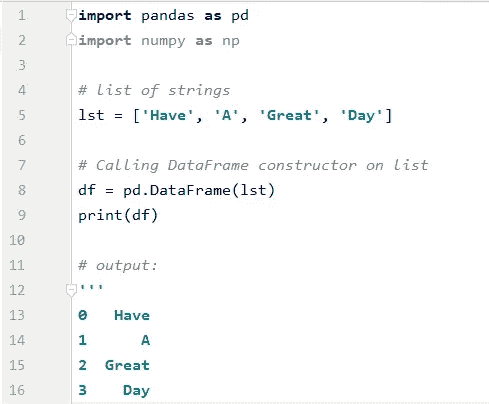 1 import pandas as pd
2 import numpy as np
3
4 # list of strings
5 lst = ['Have', 'A', 'Great', 'Day']
6
7 # Calling DataFrame constructor on list
8 df = pd.DataFrame(lst)
9 print(df)
10
11 # output:
12 '''
13 0   Have
14 1      A
15 2  Great
16 3    Day